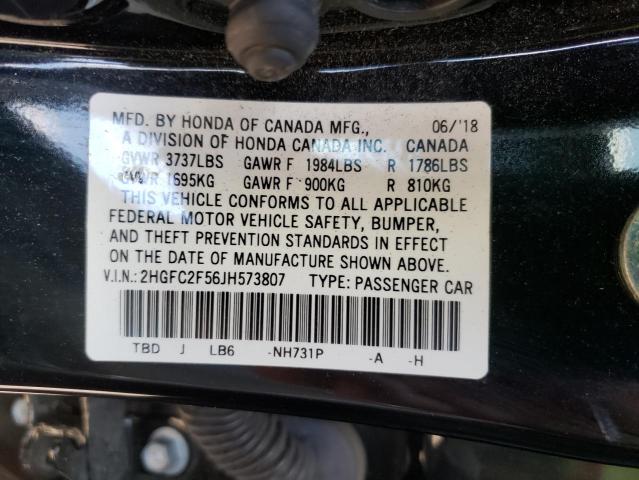 MFD. BY HONDA OF CANADA MFG., 06/'18
A DIVISION OF HONDA CANADA INC. CANADA
GVWR 3737LBS GAWR F 1984LBS R 1786LBS
GVWR 1695KG GAWR F 900KG R 810KG
THIS VEHICLE CONFORMS TO ALL APPLICABLE
FEDERAL MOTOR VEHICLE SAFETY, BUMPER,
AND THEFT PREVENTION STANDARDS IN EFFECT
ON THE DATE OF MANUFACTURE SHOWN ABOVE.
V.I.N.: 2HGFC2F56JH573807 TYPE: PASSENGER CAR
TBD J LB6 -NH731P -A -H